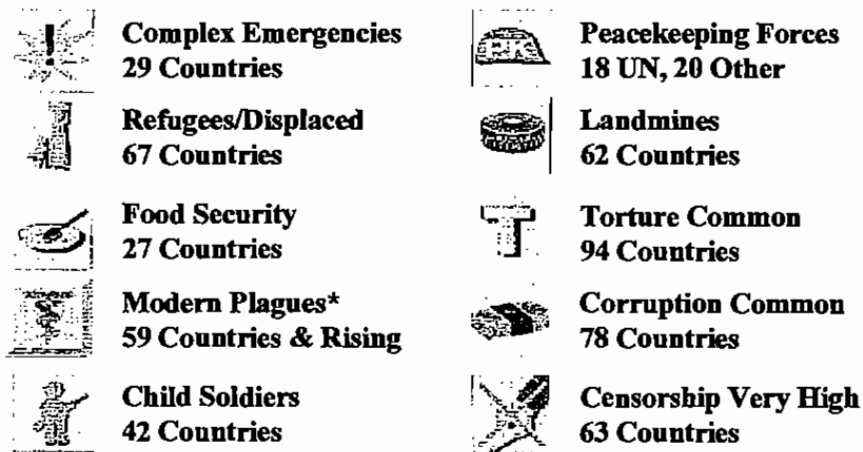 Complex Emergencies
29 Countries
Refugees/Displaced
67 Countries
Food Security
27 Countries
Modern Plagues*
59 Countries & Rising
Child Soldiers
42 Countries
PK
Peacekeeping Forces
18 UN, 20 Other
Landmines
62 Countries
Torture Common
94 Countries
Corruption Common
78 Countries
Censorship Very High
63 Countries